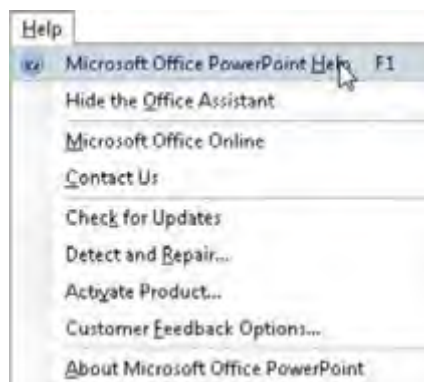 Help
Microsoft Office PowerPoint Help F1
Hide the Office Assistant
Microsoft Office Online
Contact Us
Check for Updates
Detect and Repair...
Activate Product...
Customer Feedback Options...
About Microsoft Office PowerPoint